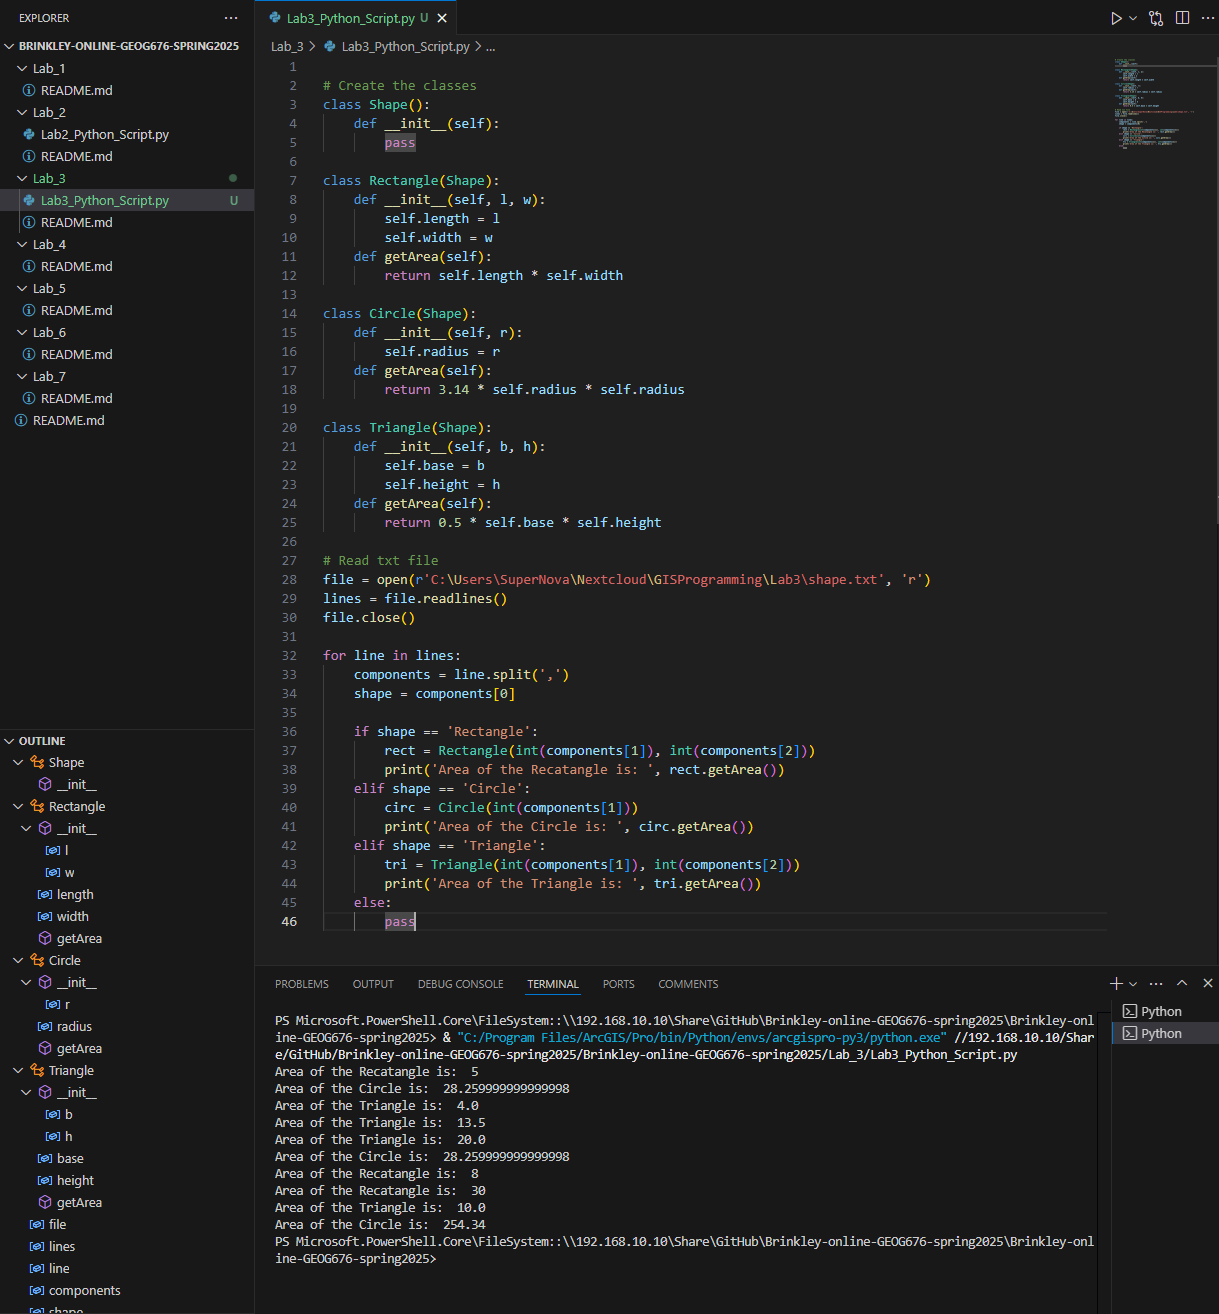 EXPLORER
BRINKLEY-ONLINE-GEOG676-SPRING2025
Lab_1
README.md
Lab_2
Lab2_Python_Script.py
README.md
Lab_3
Lab3_Python_Script.py U
README.md
Lab_4
README.md
Lab_5
README.md
Lab_6
README.md
Lab_7
README.md
README.md
OUTLINE
Shape
__init__
Rectangle
__init__
l
w
length
width
getArea
Circle
__init__
r
radius
getArea
Triangle
__init__
b
h
base
height
getArea
file
lines
line
components
shape
Lab3_Python_Script.py U
Lab_3 > Lab3_Python_Script.py > ...
1
2 # Create the classes
3 class Shape():
4     def __init__(self):
5         pass
6
7 class Rectangle(Shape):
8     def __init__(self, l, w):
9         self.length = l
10         self.width = w
11     def getArea(self):
12         return self.length * self.width
13
14 class Circle(Shape):
15     def __init__(self, r):
16         self.radius = r
17     def getArea(self):
18         return 3.14 * self.radius * self.radius
19
20 class Triangle(Shape):
21     def __init__(self, b, h):
22         self.base = b
23         self.height = h
24     def getArea(self):
25         return 0.5 * self.base * self.height
26
27 # Read txt file
28 file = open(r'C:\Users\SuperNova\Nextcloud\GISProgramming\Lab3\shape.txt', 'r')
29 lines = file.readlines()
30 file.close()
31
32 for line in lines:
33     components = line.split(',')
34     shape = components[0]
35
36     if shape == 'Rectangle':
37         rect = Rectangle(int(components[1]), int(components[2]))
38         print('Area of the Recatangle is: ', rect.getArea())
39     elif shape == 'Circle':
40         circ = Circle(int(components[1]))
41         print('Area of the Circle is: ', circ.getArea())
42     elif shape == 'Triangle':
43         tri = Triangle(int(components[1]), int(components[2]))
44         print('Area of the Triangle is: ', tri.getArea())
45     else:
46         pass
PROBLEMS OUTPUT DEBUG CONSOLE TERMINAL PORTS COMMENTS
PS Microsoft.PowerShell.Core\FileSystem::\\192.168.10.10\Share\GitHub\Brinkley-online-GEOG676-spring2025\Brinkley-onl
ine-GEOG676-spring2025> & "C:/Program Files/ArcGIS/Pro/bin/Python/envs/arcgispro-py3/python.exe" //192.168.10.10/Shar
e/GitHub/Brinkley-online-GEOG676-spring2025/Brinkley-online-GEOG676-spring2025/Lab_3/Lab3_Python_Script.py
Area of the Recatangle is:  5
Area of the Circle is:  28.259999999999998
Area of the Triangle is:  4.0
Area of the Triangle is:  13.5
Area of the Triangle is:  20.0
Area of the Circle is:  28.259999999999998
Area of the Recatangle is:  8
Area of the Recatangle is:  30
Area of the Triangle is:  10.0
Area of the Circle is:  254.34
PS Microsoft.PowerShell.Core\FileSystem::\\192.168.10.10\Share\GitHub\Brinkley-online-GEOG676-spring2025\Brinkley-onl
ine-GEOG676-spring2025>
Python
Python